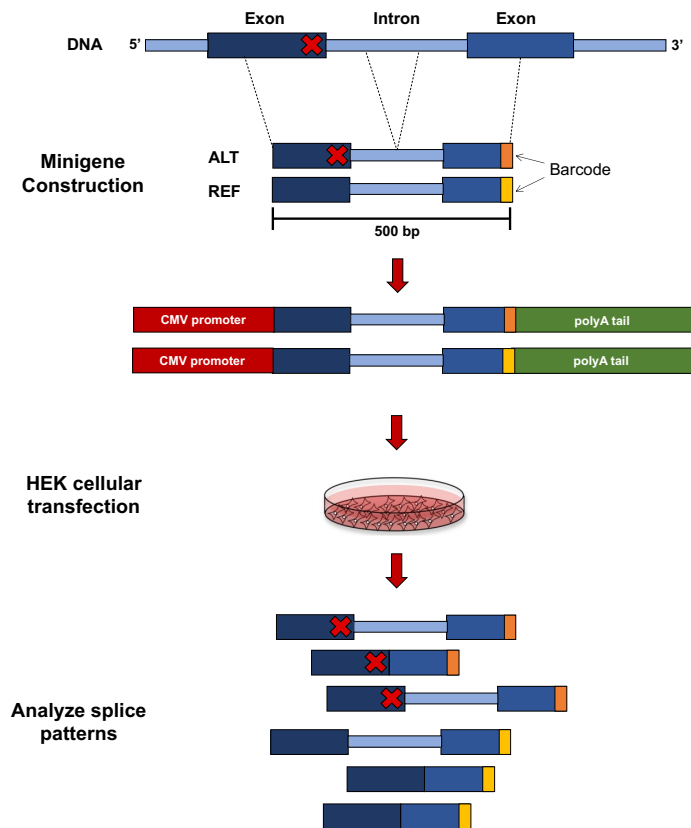 Exon
Intron
Exon
DNA
5’
3’
Minigene
Construction
ALT
REF
Barcode
500 bp
CMV promoter
polyA tail
CMV promoter
polyA tail
HEK cellular
transfection
Analyze splice
patterns